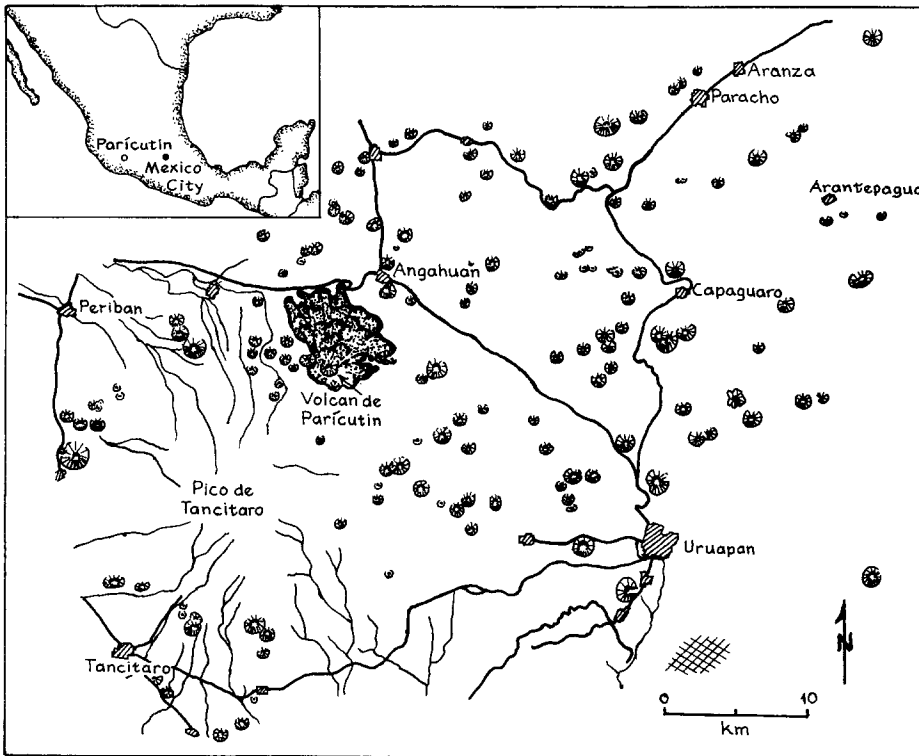 Parícutin
Mexico
City
Aranza
Paracho
Arantepagua
Angahuan
Capaguaro
Periban
Volcan de
Parícutin
Pico de
Tancitaro
Uruapan
Tancitaro
N
0 10
Km